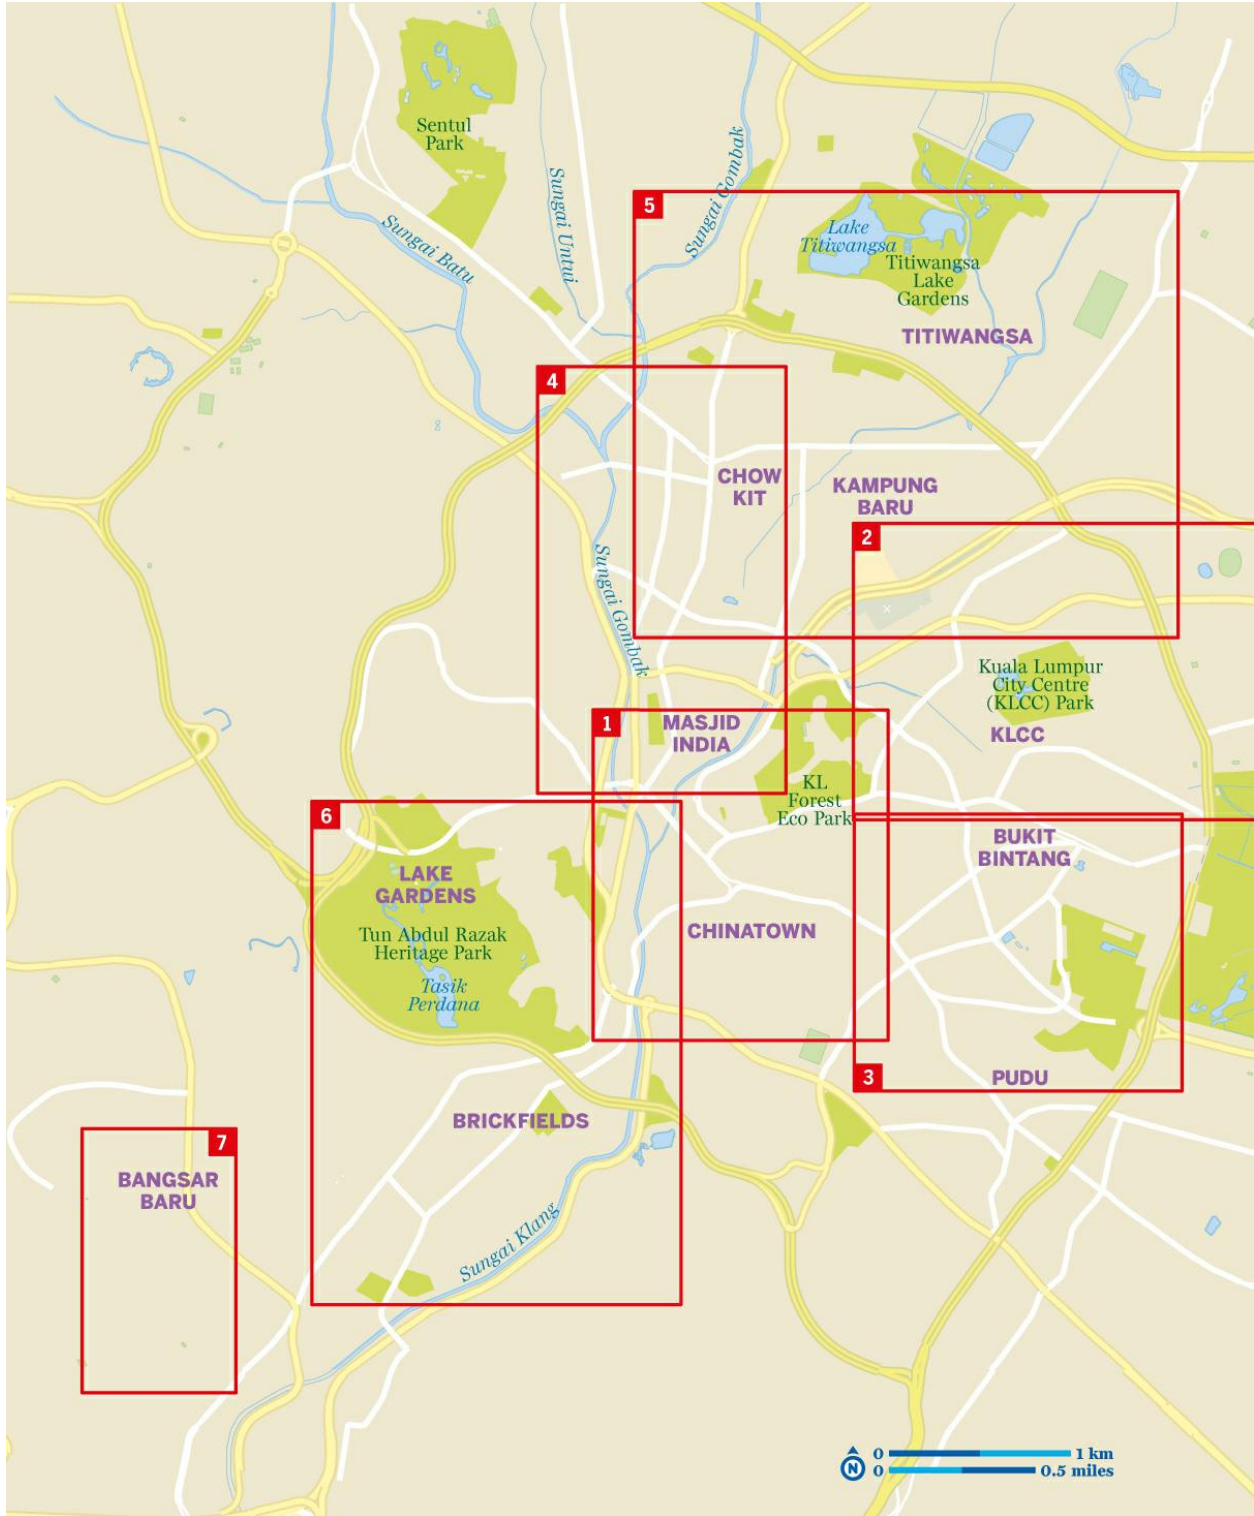 Sentul
Park
Sungai Batu
Sungai Untui
Sungai Gombak
5
Lake
Titiwangsa
Titiwangsa
Lake
Gardens
TITIWANGSA
4
CHOW
KIT
KAMPUNG
BARU
2
Sungai Gombak
Kuala Lumpur
City Centre
(KLCC) Park
KLCC
1
MASJID
INDIA
KL
Forest
Eco Park
6
LAKE
GARDENS
Tun Abdul Razak
Heritage Park
Tasik
Perdana
CHINATOWN
BUKIT
BINTANG
3
PUDU
BRICKFIELDS
7
BANGSAR
BARU
Sungai Klang
N
0 1 km
0 0.5 miles